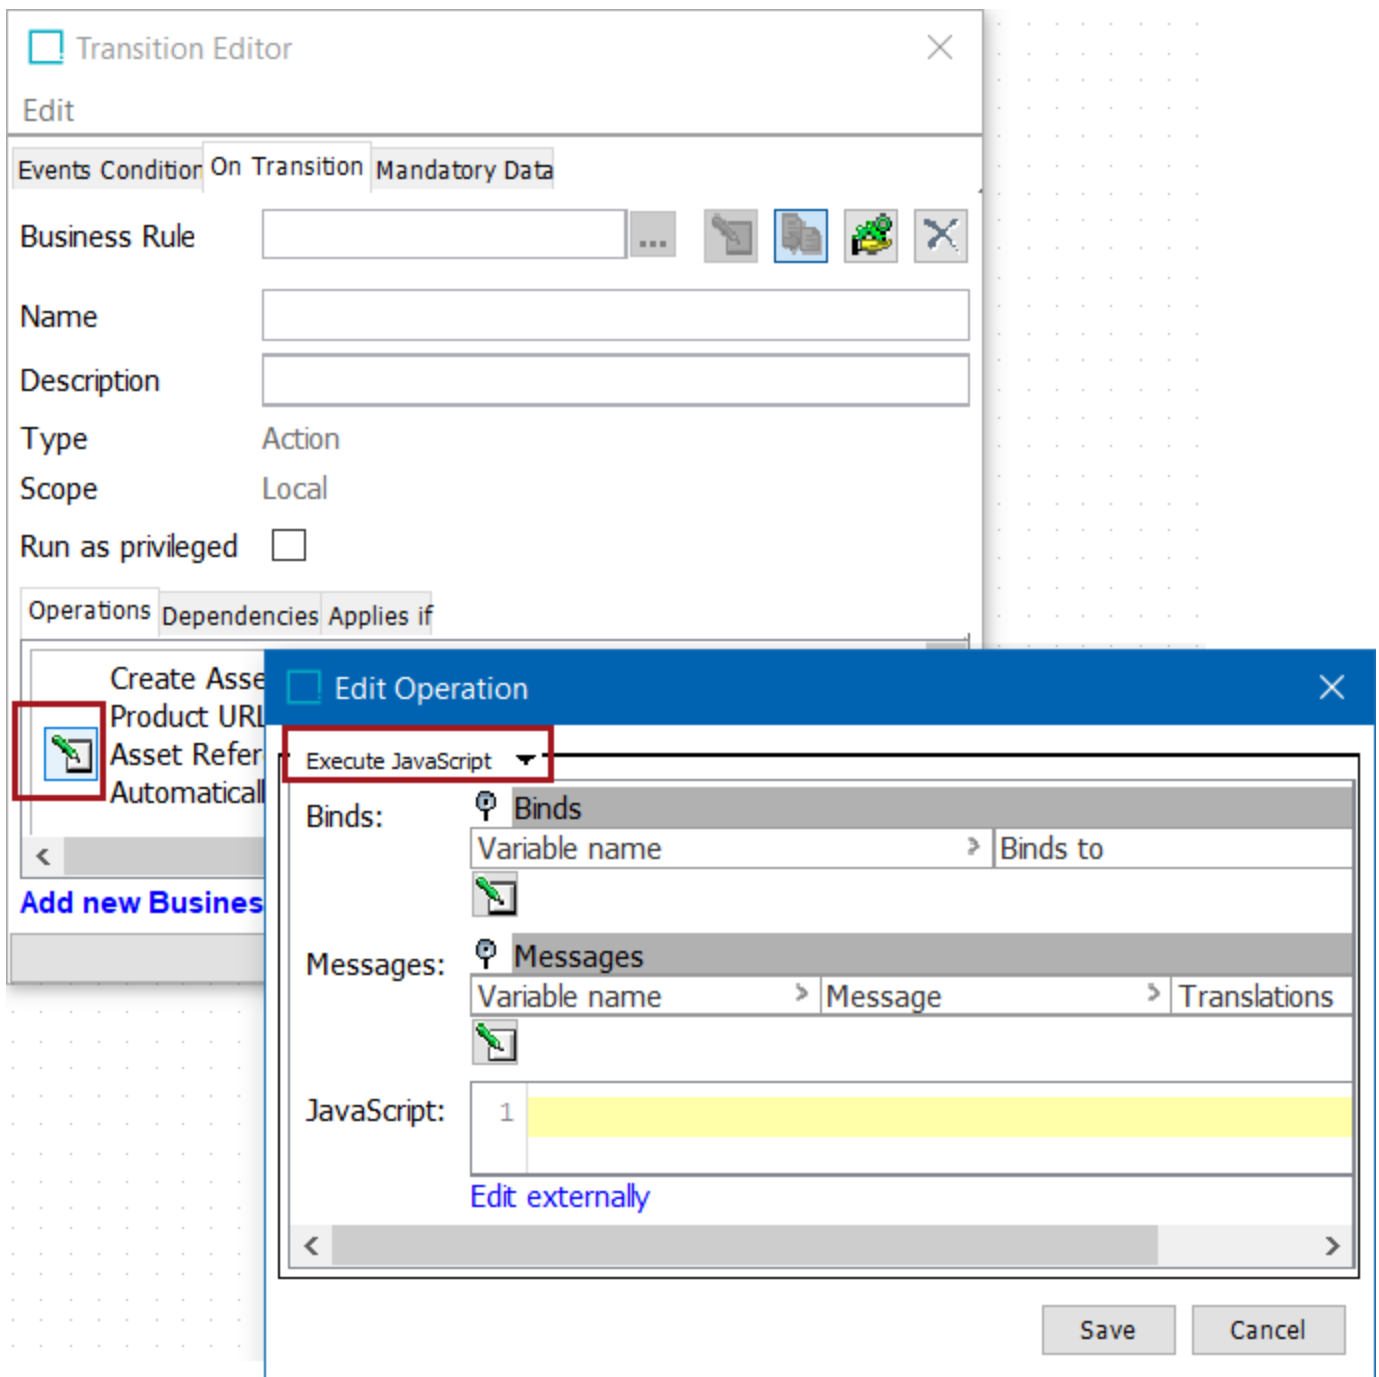 Transition Editor
Edit
Events Condition On Transition Mandatory Data
Business Rule ...
Name
Description
Type Action
Scope Local
Run as privileged
Operations Dependencies Applies if
Create Asse
Product URL
Asset Refer
Automatical
Add new Busines
Edit Operation
Execute JavaScript
Binds: Binds
Variable name Binds to
Messages: Messages
Variable name Message Translations
JavaScript: 1
Edit externally
Save Cancel